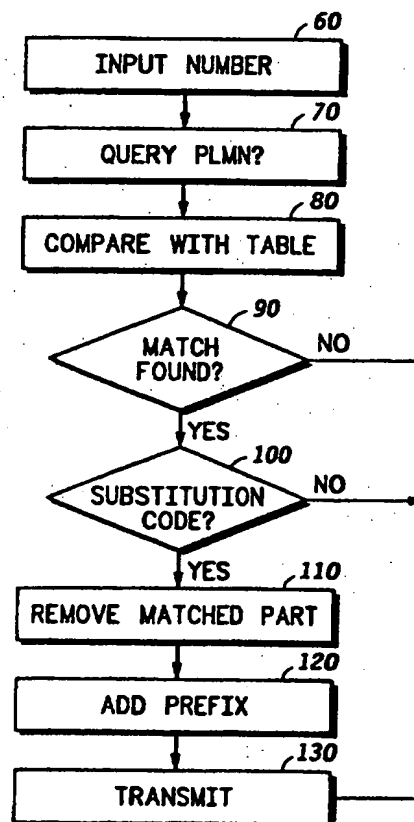 60
INPUT NUMBER
70
QUERY PLMN?
80
COMPARE WITH TABLE
90
MATCH
FOUND?
NO
YES
100
SUBSTITUTION
CODE?
NO
YES
110
REMOVE MATCHED PART
120
ADD PREFIX
130
TRANSMIT